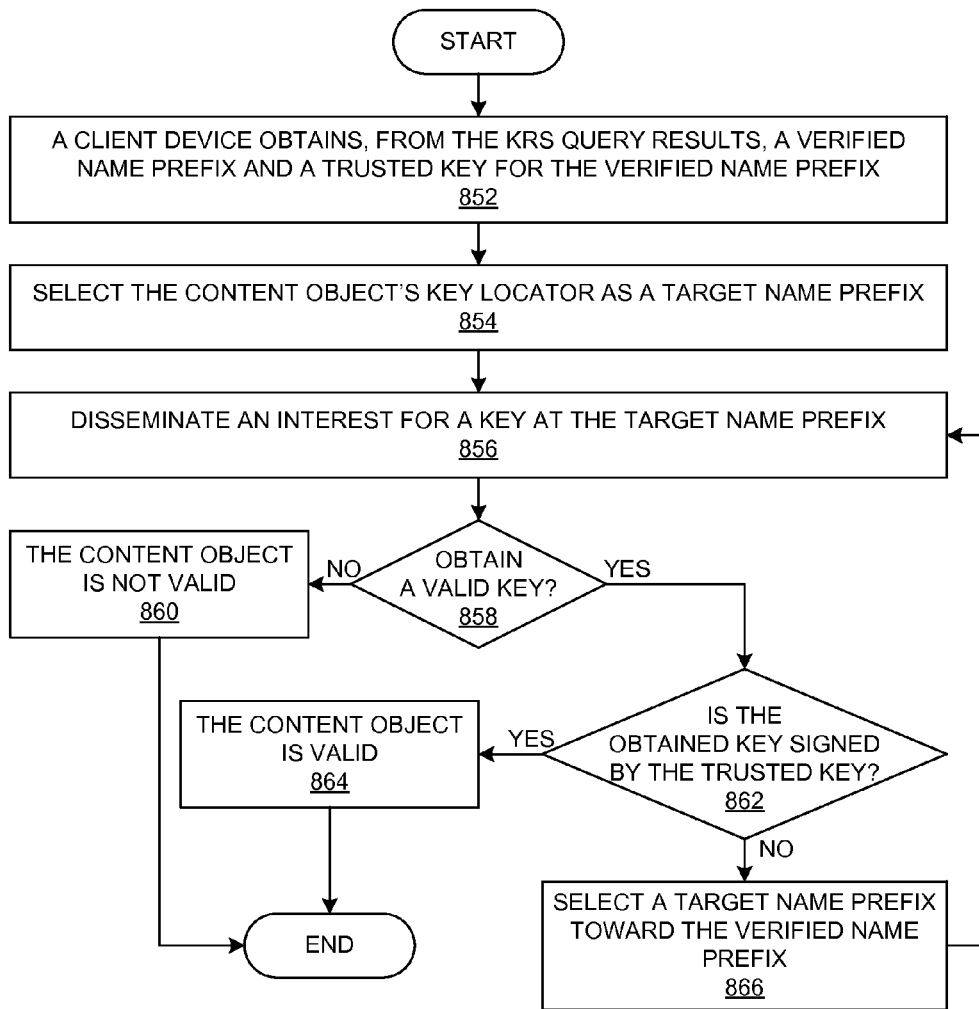 START
A CLIENT DEVICE OBTAINS, FROM THE KRS QUERY RESULTS, A VERIFIED
NAME PREFIX AND A TRUSTED KEY FOR THE VERIFIED NAME PREFIX
852
SELECT THE CONTENT OBJECT'S KEY LOCATOR AS A TARGET NAME PREFIX
854
DISSEMINATE AN INTEREST FOR A KEY AT THE TARGET NAME PREFIX
856
OBTAIN
A VALID KEY?
858
NO
YES
THE CONTENT OBJECT
IS NOT VALID
860
IS THE
OBTAINED KEY SIGNED
BY THE TRUSTED KEY?
862
YES
NO
THE CONTENT OBJECT
IS VALID
864
SELECT A TARGET NAME PREFIX
TOWARD THE VERIFIED NAME
PREFIX
866
END